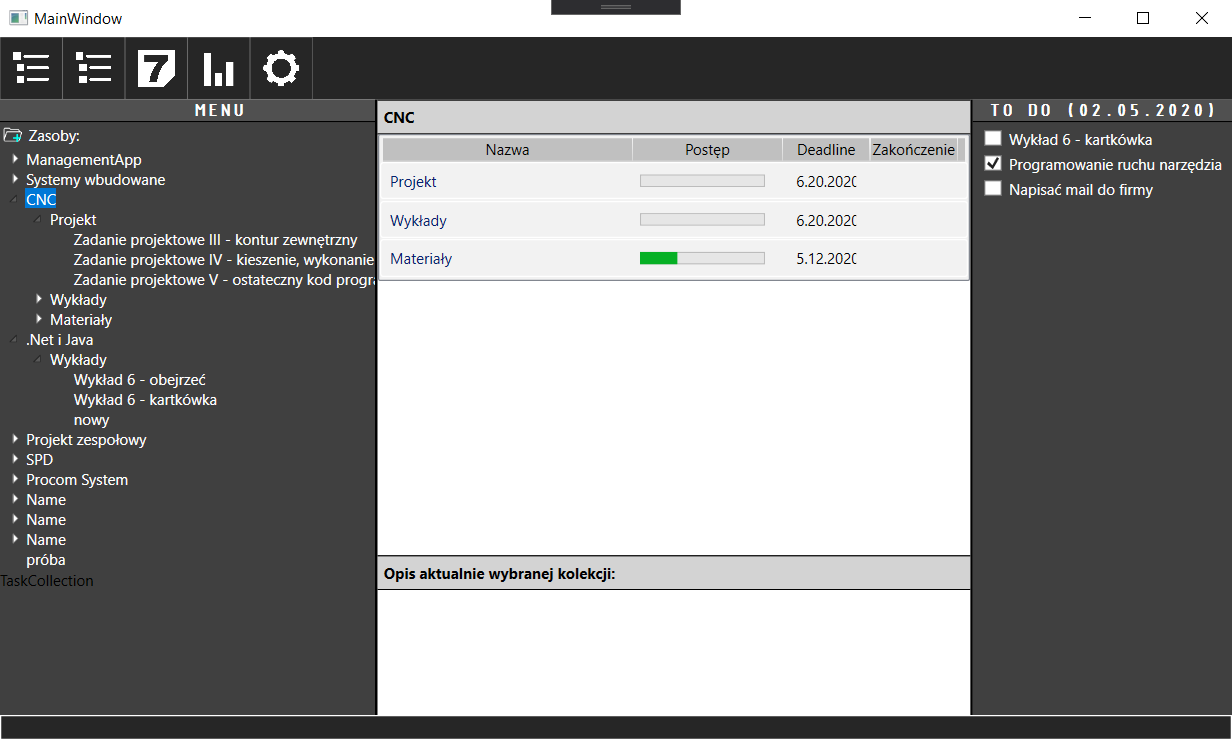 MainWindow
7
MENU
Zasoby:
ManagementApp
Systemy wbudowane
CNC
Projekt
Zadanie projektowe III - kontur zewnętrzny
Zadanie projektowe IV - kieszenie, wykonanie
Zadanie projektowe V - ostateczny kod progra
Wykłady
Materiały
.Net i Java
Wykłady
Wykład 6 - obejrzeć
Wykład 6 - kartkówka
nowy
Projekt zespołowy
SPD
Procom System
Name
Name
Name
próba
TaskCollection
CNC
Nazwa Postęp Deadline Zakończenie
Projekt 6.20.2020
Wykłady 6.20.2020
Materiały 5.12.2020
Opis aktualnie wybranej kolekcji:
TO DO (02.05.2020)
Wykład 6 - kartkówka
Programowanie ruchu narzędzia
Napisać mail do firmy